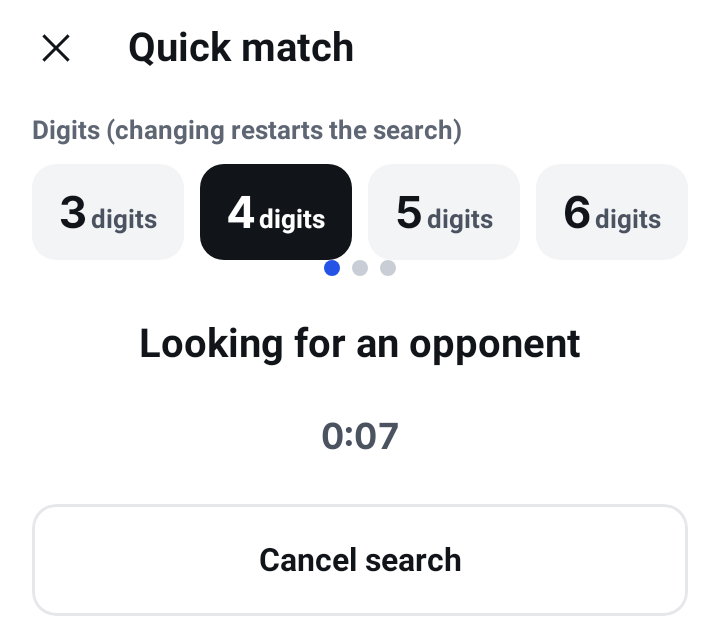 Quick match
Digits (changing restarts the search)
3 digits 4 digits 5 digits 6 digits
Looking for an opponent
0:07
Cancel search